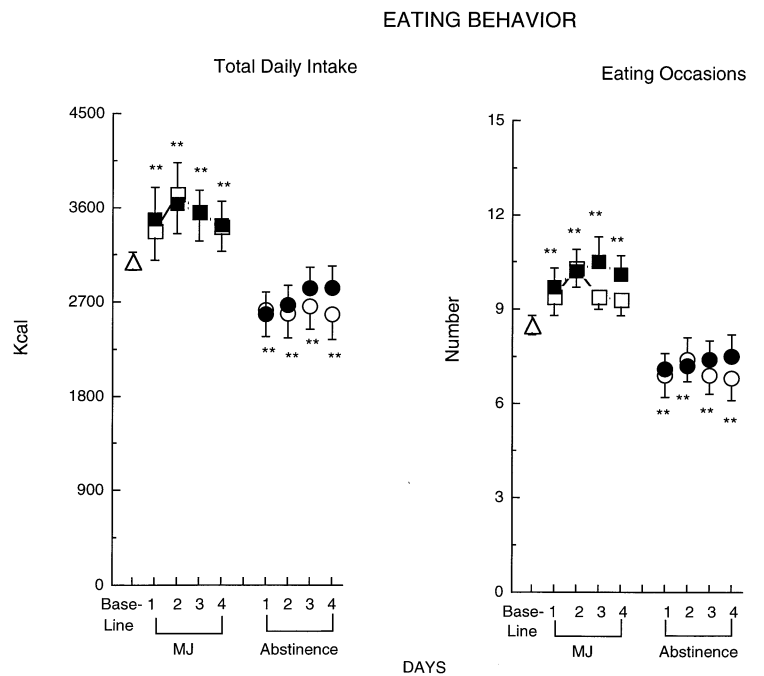 EATING BEHAVIOR
Total Daily Intake
Eating Occasions
4500
3600
2700
1800
900
0
Kcal
** ** ** **
** ** ** **
Base-Line 1 2 3 4 1 2 3 4
MJ Abstinence
15
12
9
6
3
0
Number
** ** ** **
** ** ** **
Base-Line 1 2 3 4 1 2 3 4
MJ Abstinence
DAYS